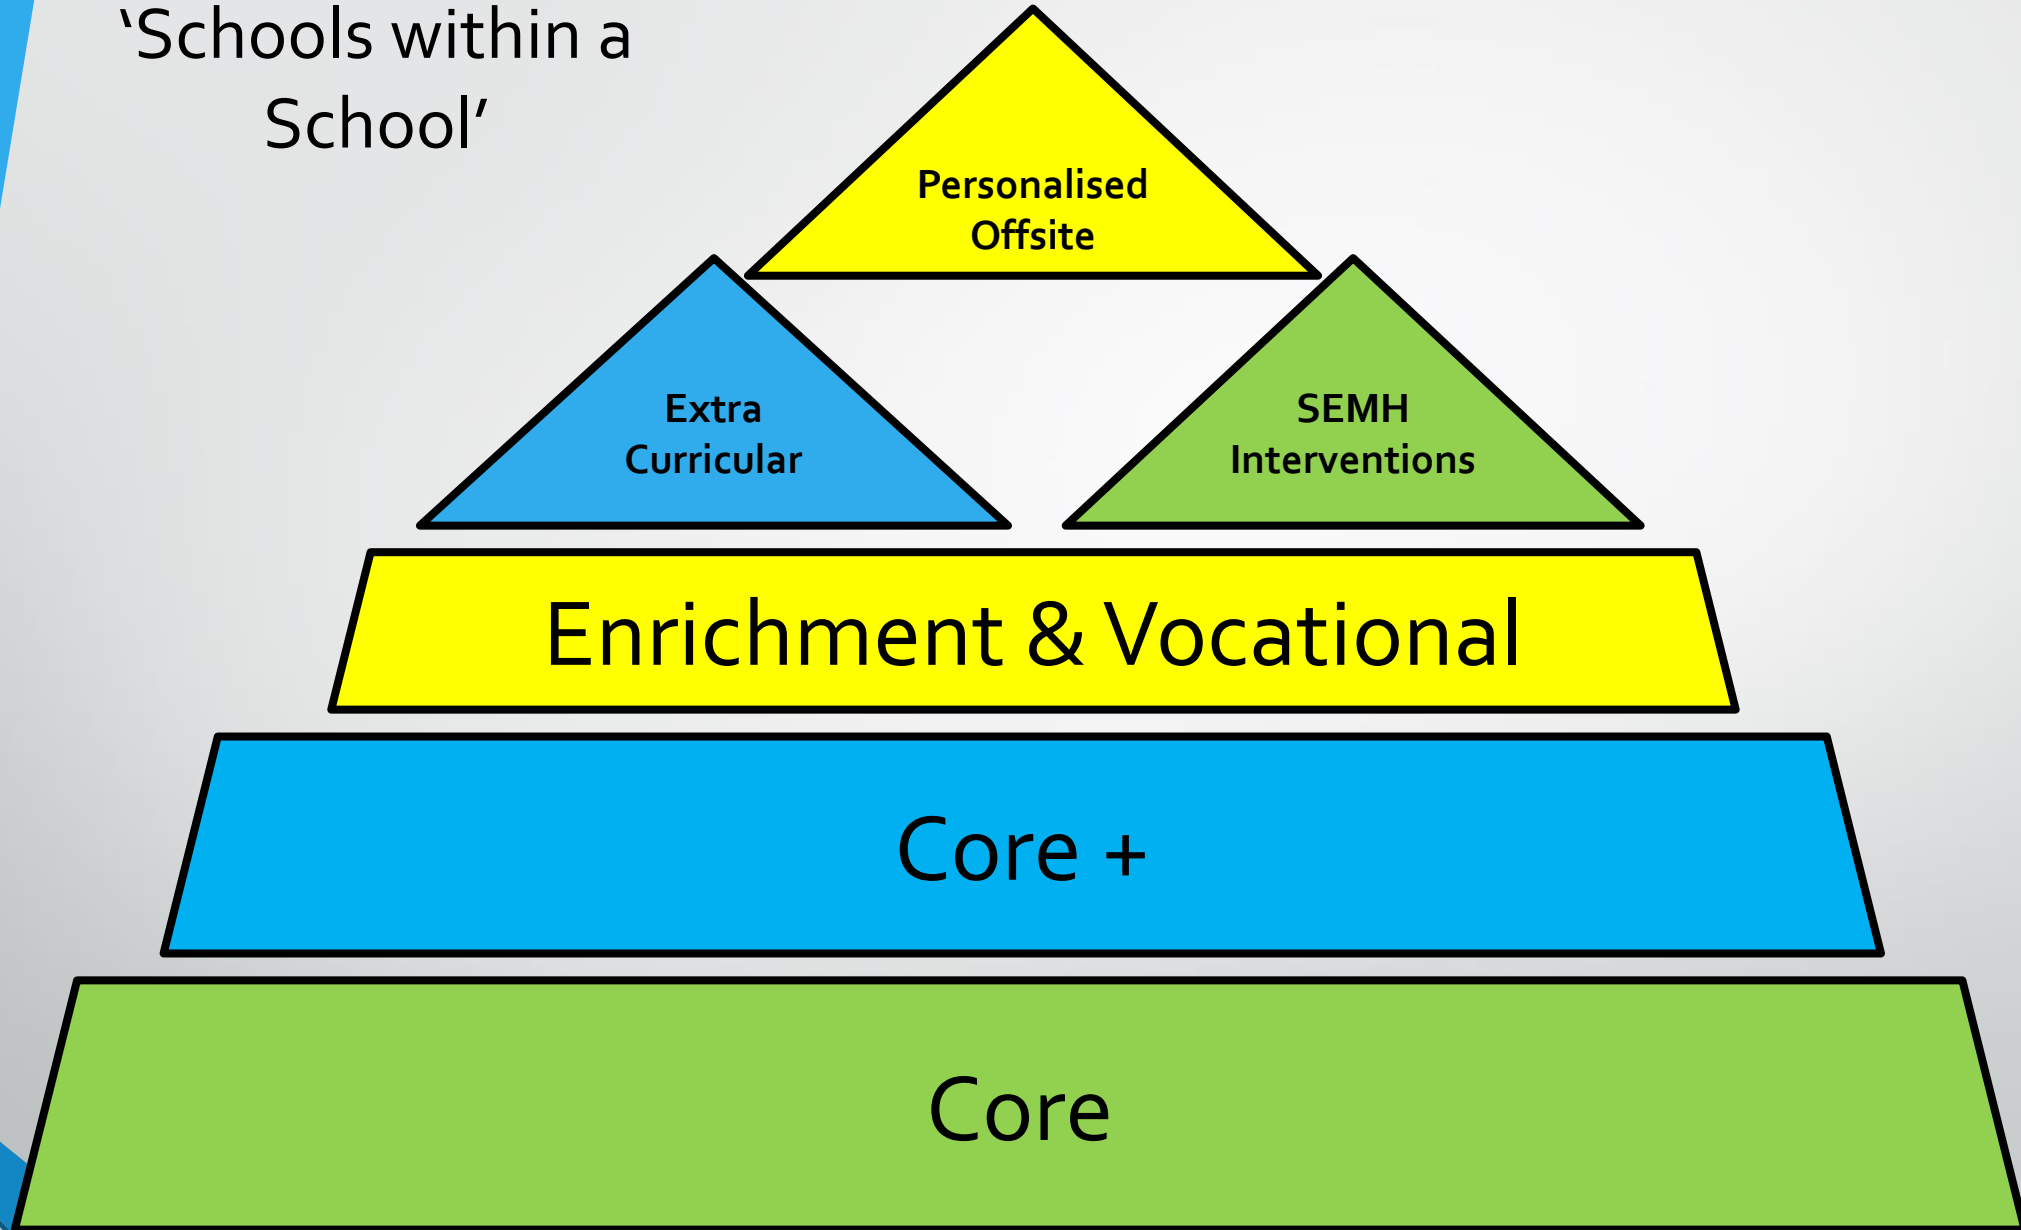 ‘Schools within a
School’
Personalised
Offsite
Extra
Curricular
SEMH
Interventions
Enrichment & Vocational
Core +
Core